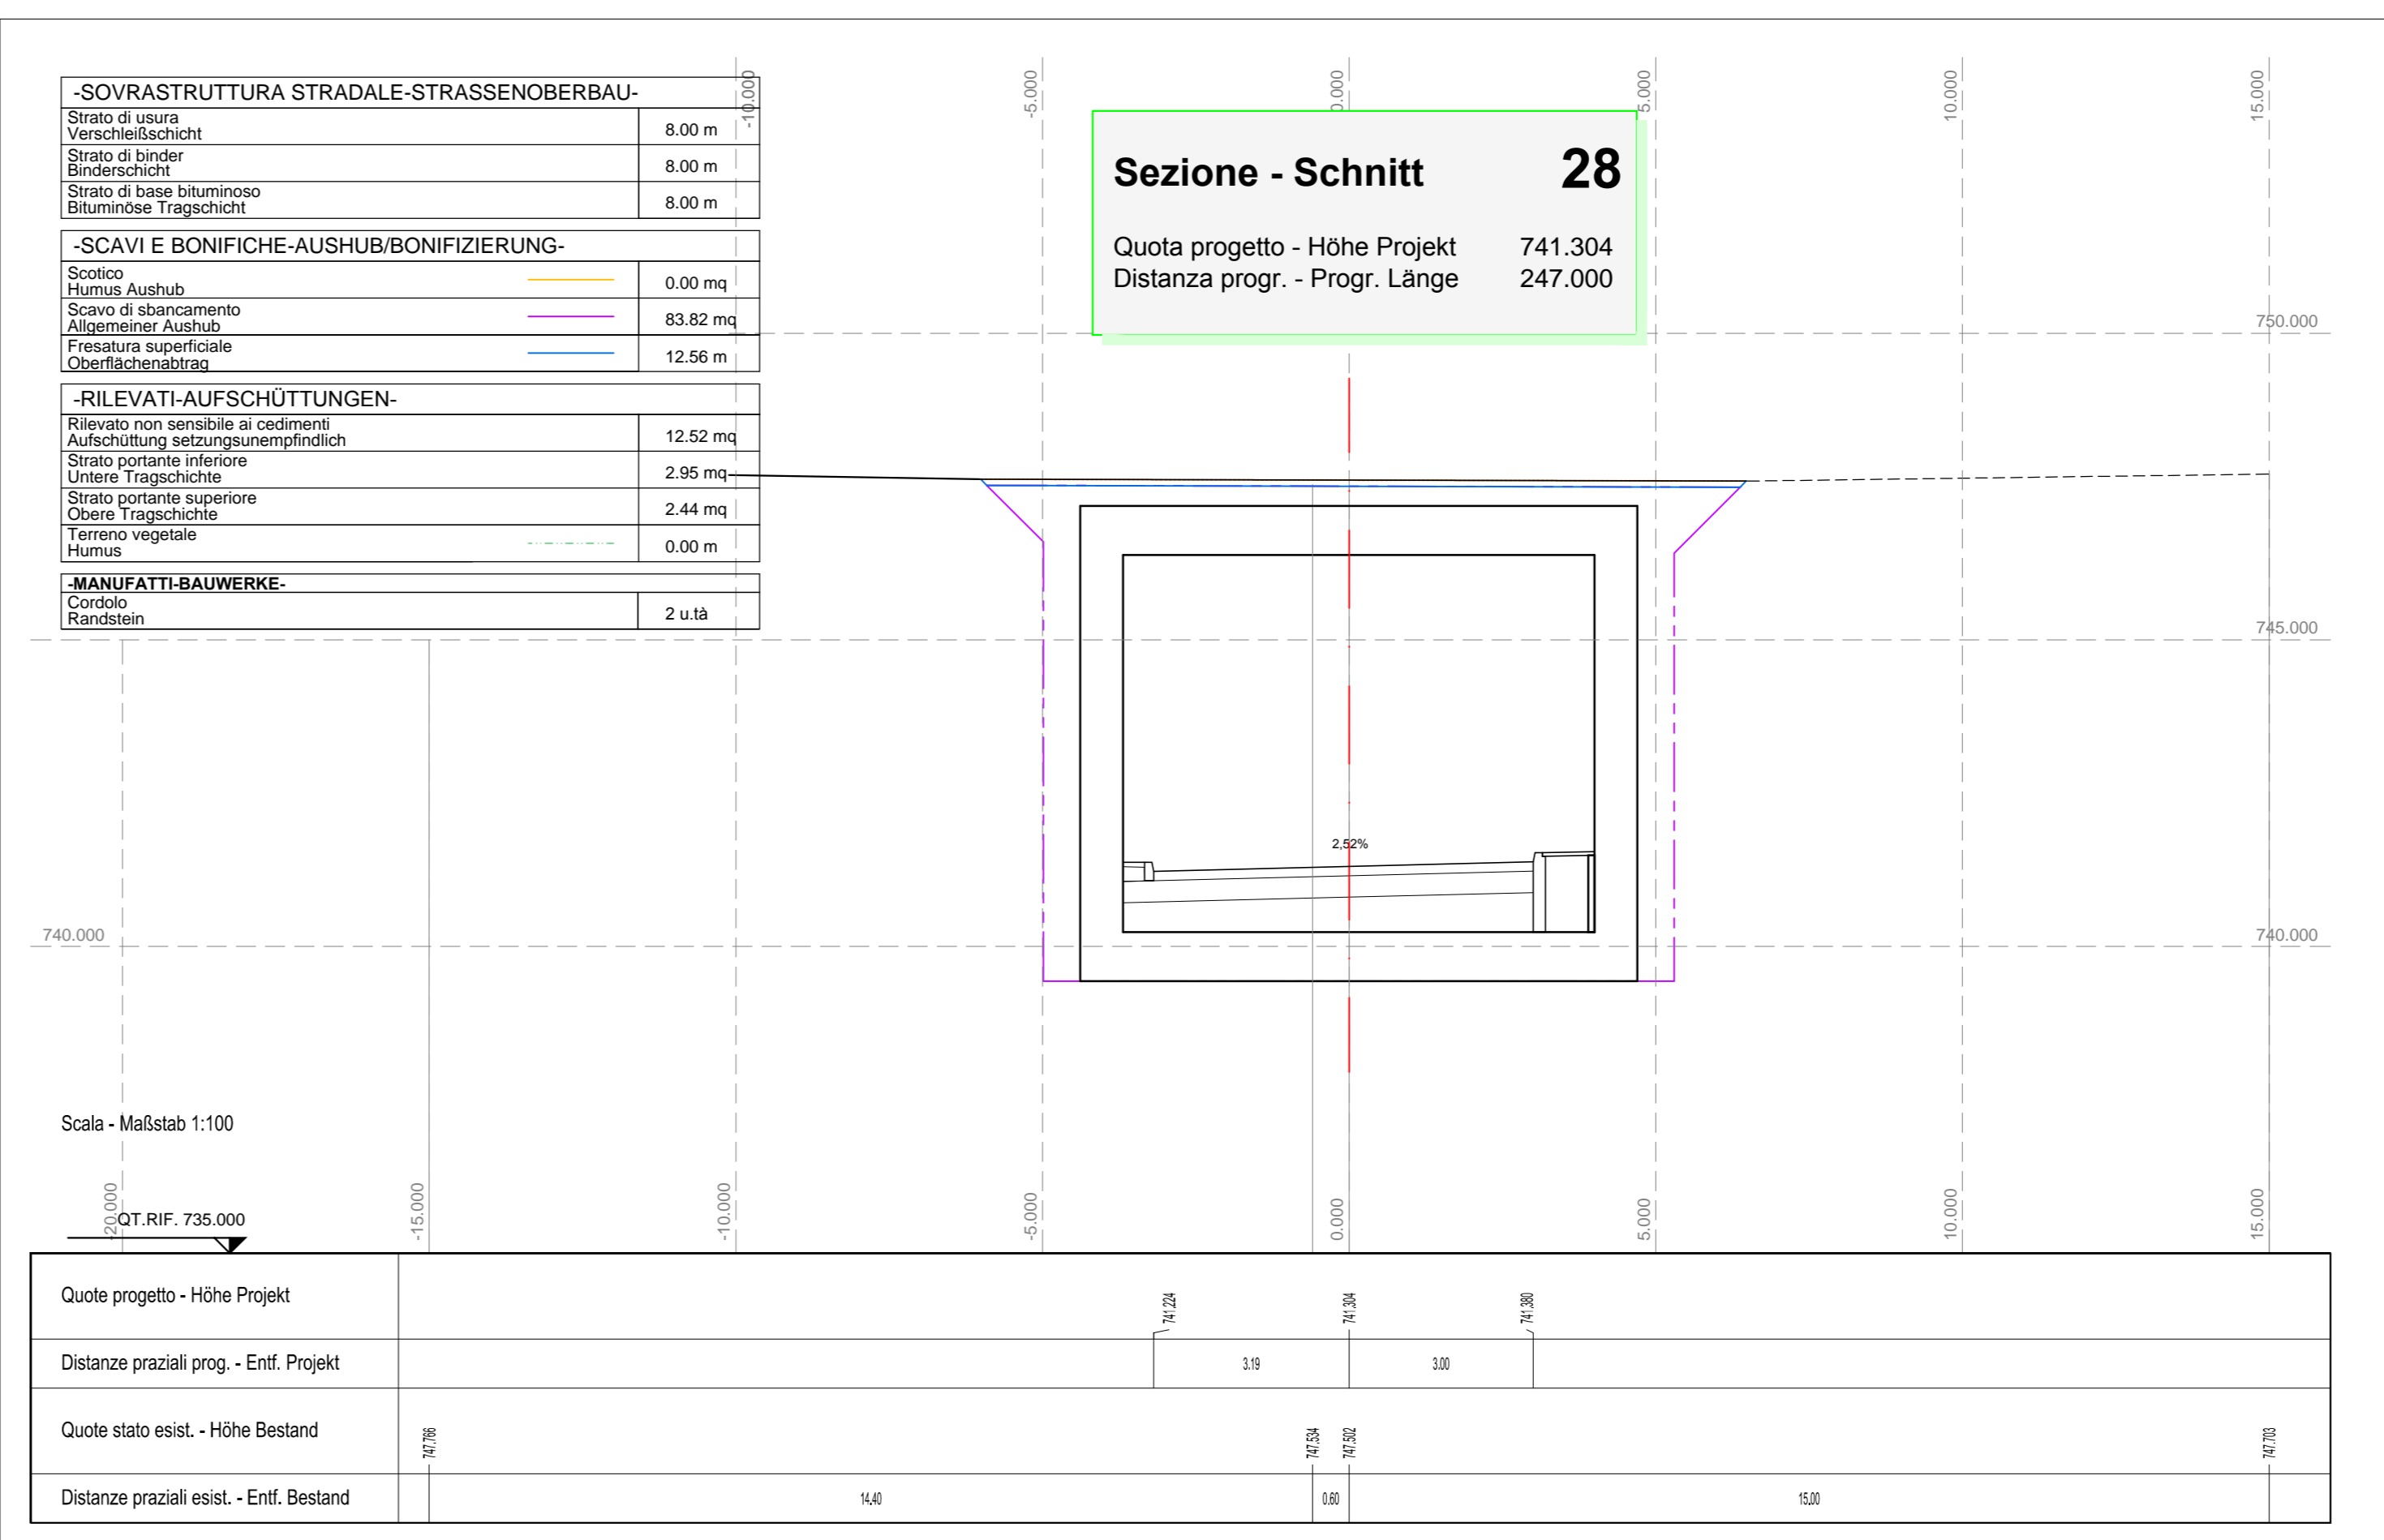 -SOVRASTRUTTURA STRADALE-STRASSENOBERBAU-
Strato di usura
Verschleißschicht
8.00 m
Strato di binder
Binderschicht
8.00 m
Strato di base bituminoso
Bituminöse Tragschicht
8.00 m
-SCAVI E BONIFICHE-AUSHUB/BONIFIZIERUNG-
Scotico
Humus Aushub
0.00 mq
Scavo di sbancamento
Allgemeiner Aushub
83.82 mq
Fresatura superficiale
Oberflächenabtrag
12.56 m
-RILEVATI-AUFSCHÜTTUNGEN-
Rilevato non sensibile ai cedimenti
Aufschüttung setzungsunempfindlich
12.52 mq
Strato portante inferiore
Untere Tragschichte
2.95 mq
Strato portante superiore
Obere Tragschichte
2.44 mq
Terreno vegetale
Humus
0.00 m
-MANUFATTI-BAUWERKE-
Cordolo
Randstein
2 u.tà
-10.000
-5.000
0.000
5.000
10.000
15.000
Sezione - Schnitt 28
Quota progetto - Höhe Projekt 741.304
Distanza progr. - Progr. Länge 247.000
750.000
745.000
2,52%
740.000
740.000
Scala - Maßstab 1:100
-20.000
-15.000
-10.000
-5.000
0.000
5.000
10.000
15.000
QT.RIF. 735.000
Quote progetto - Höhe Projekt
741.224
741.304
741.380
Distanze praziali prog. - Entf. Projekt
3.19
3.00
Quote stato esist. - Höhe Bestand
747.766
747.534
747.502
747.703
Distanze praziali esist. - Entf. Bestand
14.40
0.60
15.00